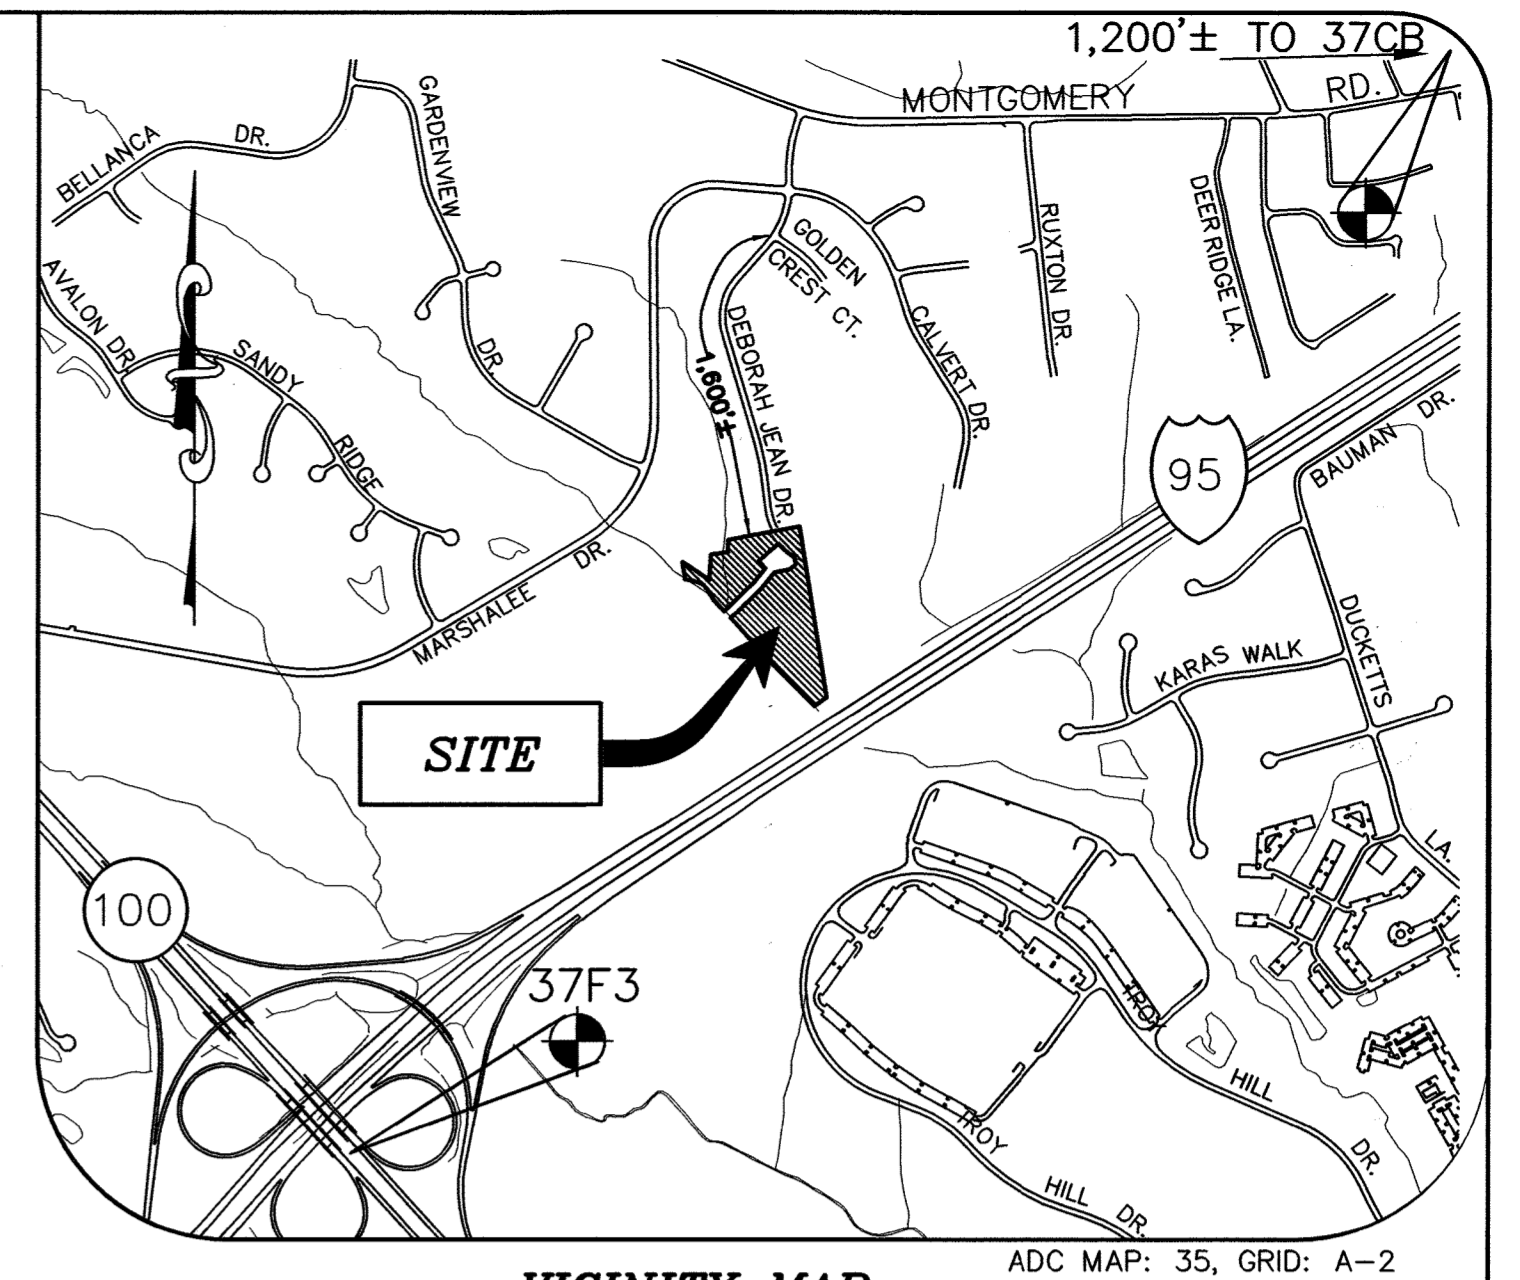 1,200'± TO 37CB
MONTGOMERY RD.
BELLANCA DR.
GARDENVIEW DR.
AVALON DR.
SANDY RIDGE
GOLDEN
CREST CT.
DEBORAH JEAN DR.
1,600'±
CALVERT DR.
RUXTON DR.
DEER RIDGE LA.
95
BAUMAN DR.
DUCKETTS LA.
KARAS WALK
MARSHALEE DR.
SITE
100
37F3
TROY HILL DR.
TROY HILL DR.
ADC MAP: 35, GRID: A-2
VICINITY MAP